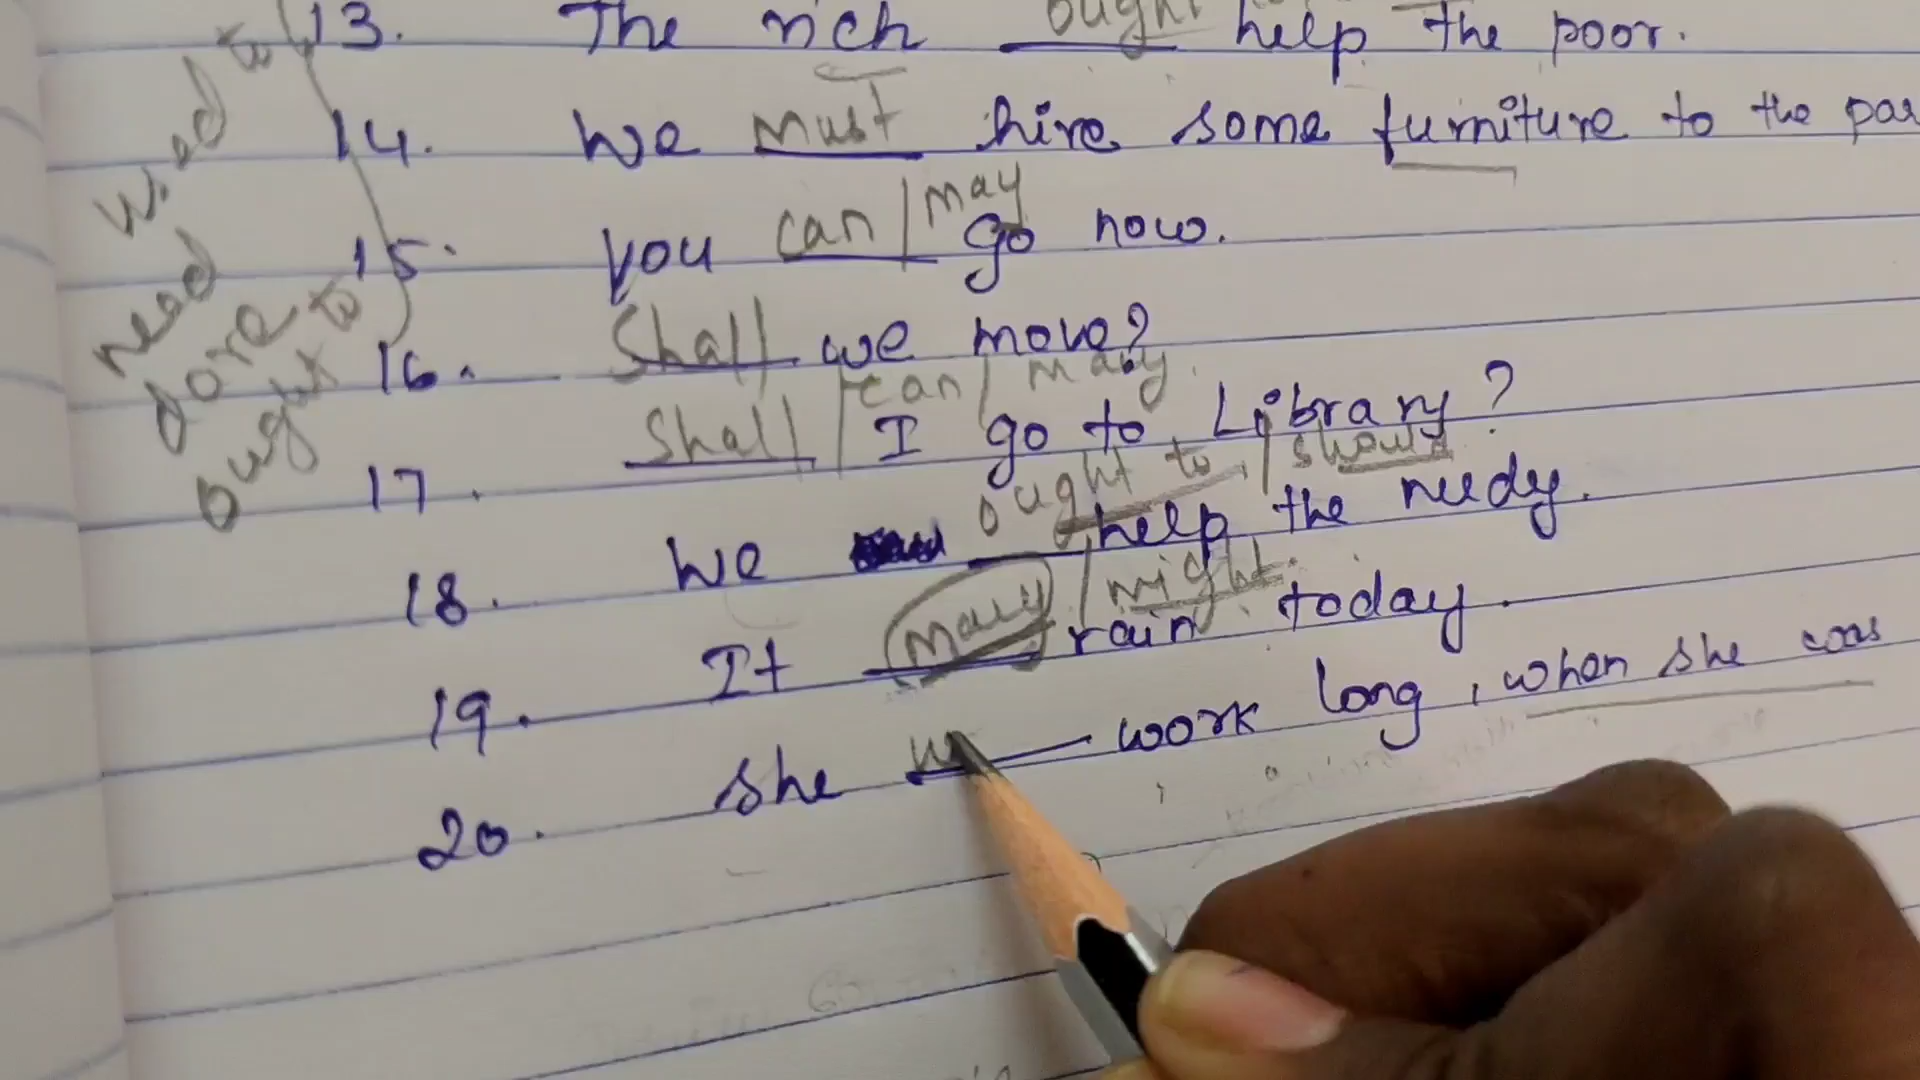 13. The rich ought help the poor.
14. We must hire some furniture to the par
15. You can / may go now.
16. Shall we move?
17. Shall / can / may I go to Library?
18. We ought to / should help the needy.
19. It may / might rain today.
20. She w work long, when she was
used to
need
dare
ought to